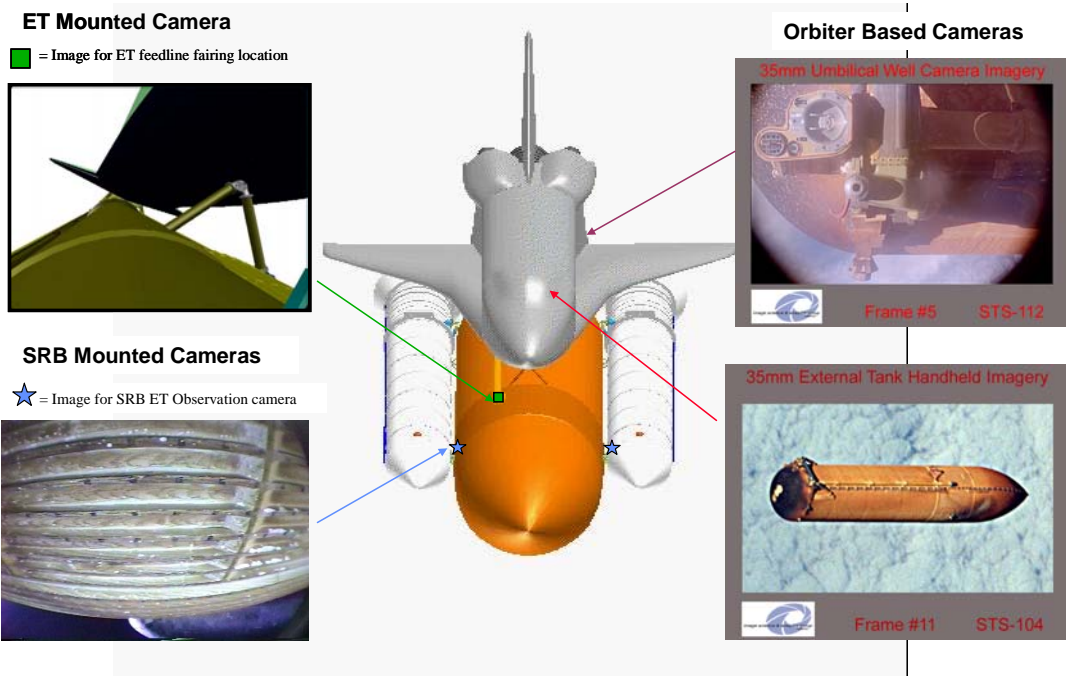 ET Mounted Camera
= Image for ET feedline fairing location
SRB Mounted Cameras
= Image for SRB ET Observation camera
Orbiter Based Cameras
35mm Umbilical Well Camera Imagery
Frame #5 STS-112
35mm External Tank Handheld Imagery
Frame #11 STS-104